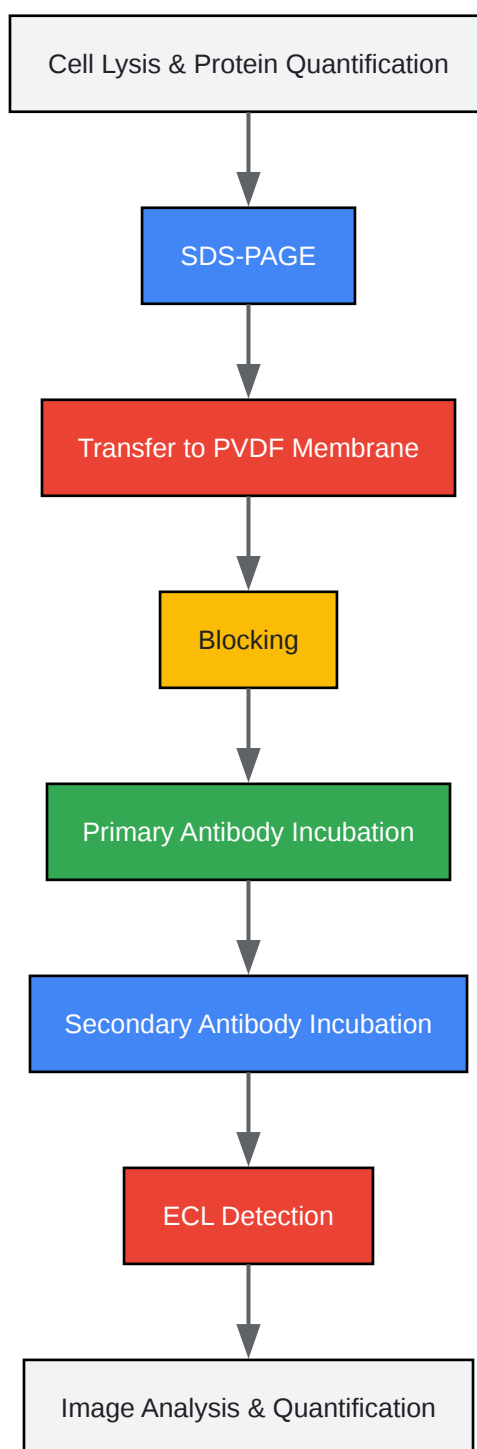 Cell Lysis & Protein Quantification
SDS-PAGE
Transfer to PVDF Membrane
Blocking
Primary Antibody Incubation
Secondary Antibody Incubation
ECL Detection
Image Analysis & Quantification